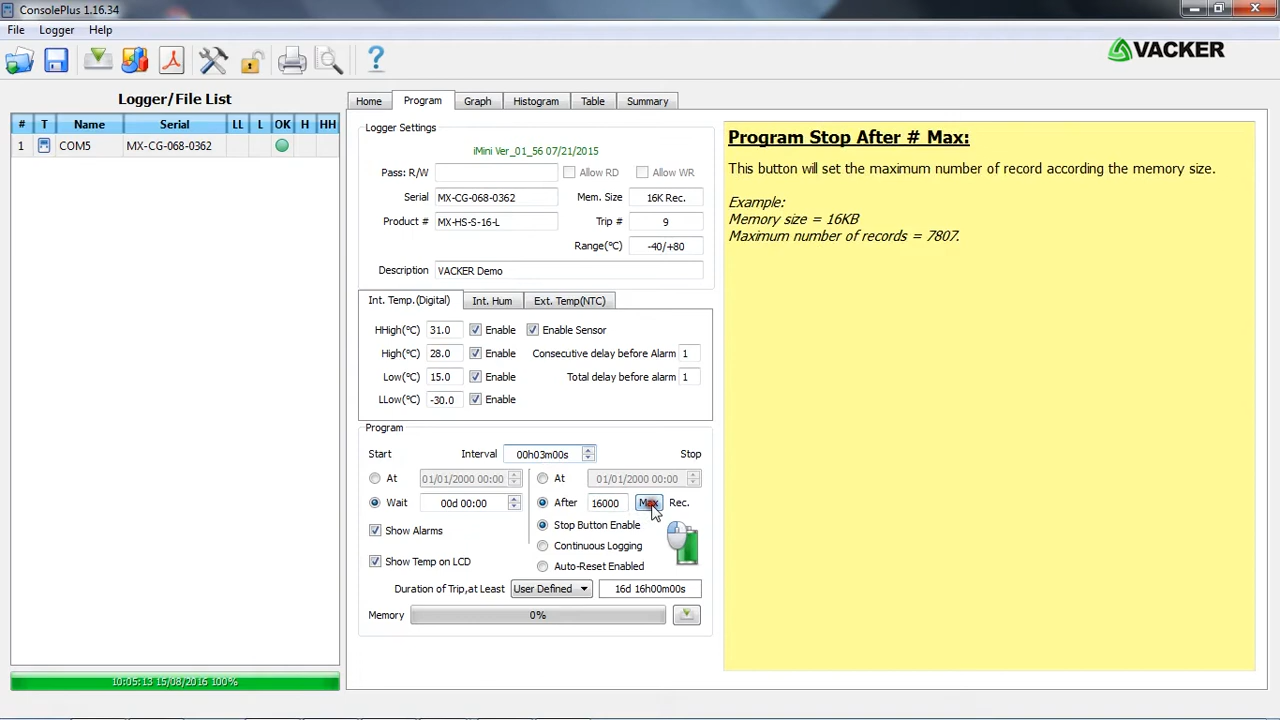 ConsolePlus 1.16.34
File Logger Help
VACKER
Logger/File List
# T Name Serial LL L OK H HH
1 COM5 MX-CG-068-0362
10:05:13 15/08/2016 100%
Home Program Graph Histogram Table Summary
Logger Settings
iMini Ver_01_56 07/21/2015
Pass: R/W Allow RD Allow WR
Serial MX-CG-068-0362 Mem. Size 16K Rec.
Product # MX-HS-S-16-L Trip # 9
Range(°C) -40/+80
Description VACKER Demo
Int. Temp.(Digital) Int. Hum Ext. Temp(NTC)
HHigh(°C) 31.0 Enable Enable Sensor
High(°C) 28.0 Enable Consecutive delay before Alarm 1
Low(°C) 15.0 Enable Total delay before alarm 1
LLow(°C) -30.0 Enable
Program
Start Interval 00h03m00s Stop
At 01/01/2000 00:00 At 01/01/2000 00:00
Wait 00d 00:00 After 16000 Max Rec.
Show Alarms Stop Button Enable
Continuous Logging
Show Temp on LCD Auto-Reset Enabled
Duration of Trip,at Least User Defined 16d 16h00m00s
Memory 0%
Program Stop After # Max:
This button will set the maximum number of record according the memory size.
Example:
Memory size = 16KB
Maximum number of records = 7807.